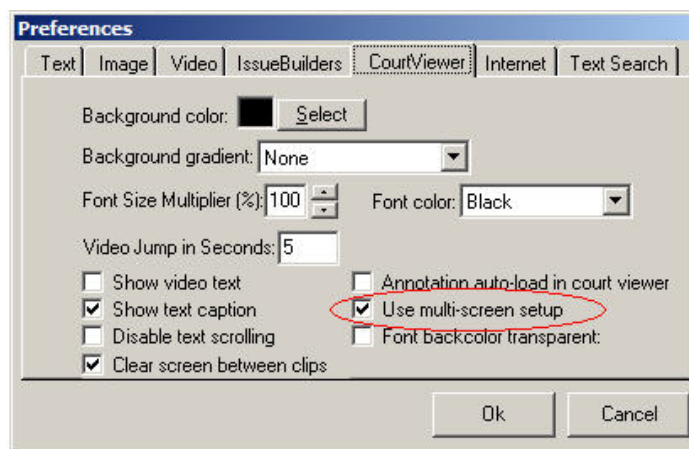 Preferences
Text Image Video IssueBuilders CourtViewer Internet Text Search
Background color: Select
Background gradient: None
Font Size Multiplier (%): 100 Font color: Black
Video Jump in Seconds: 5
Show video text Annotation auto-load in court viewer
Show text caption Use multi-screen setup
Disable text scrolling Font backcolor transparent:
Clear screen between clips
Ok Cancel